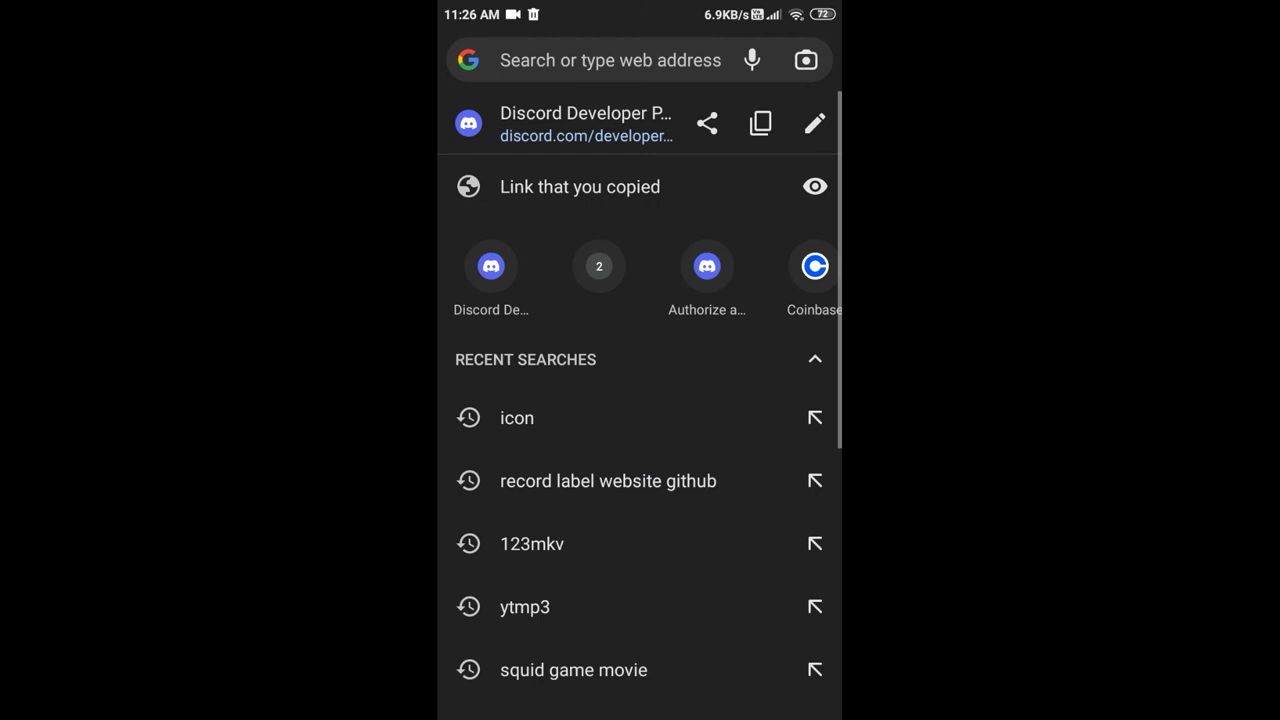 11:26 AM 6.9KB/s 72
Search or type web address
Discord Developer P...
discord.com/developer...
Link that you copied
2
Discord De... Authorize a... Coinbase
RECENT SEARCHES
icon
record label website github
123mkv
ytmp3
squid game movie